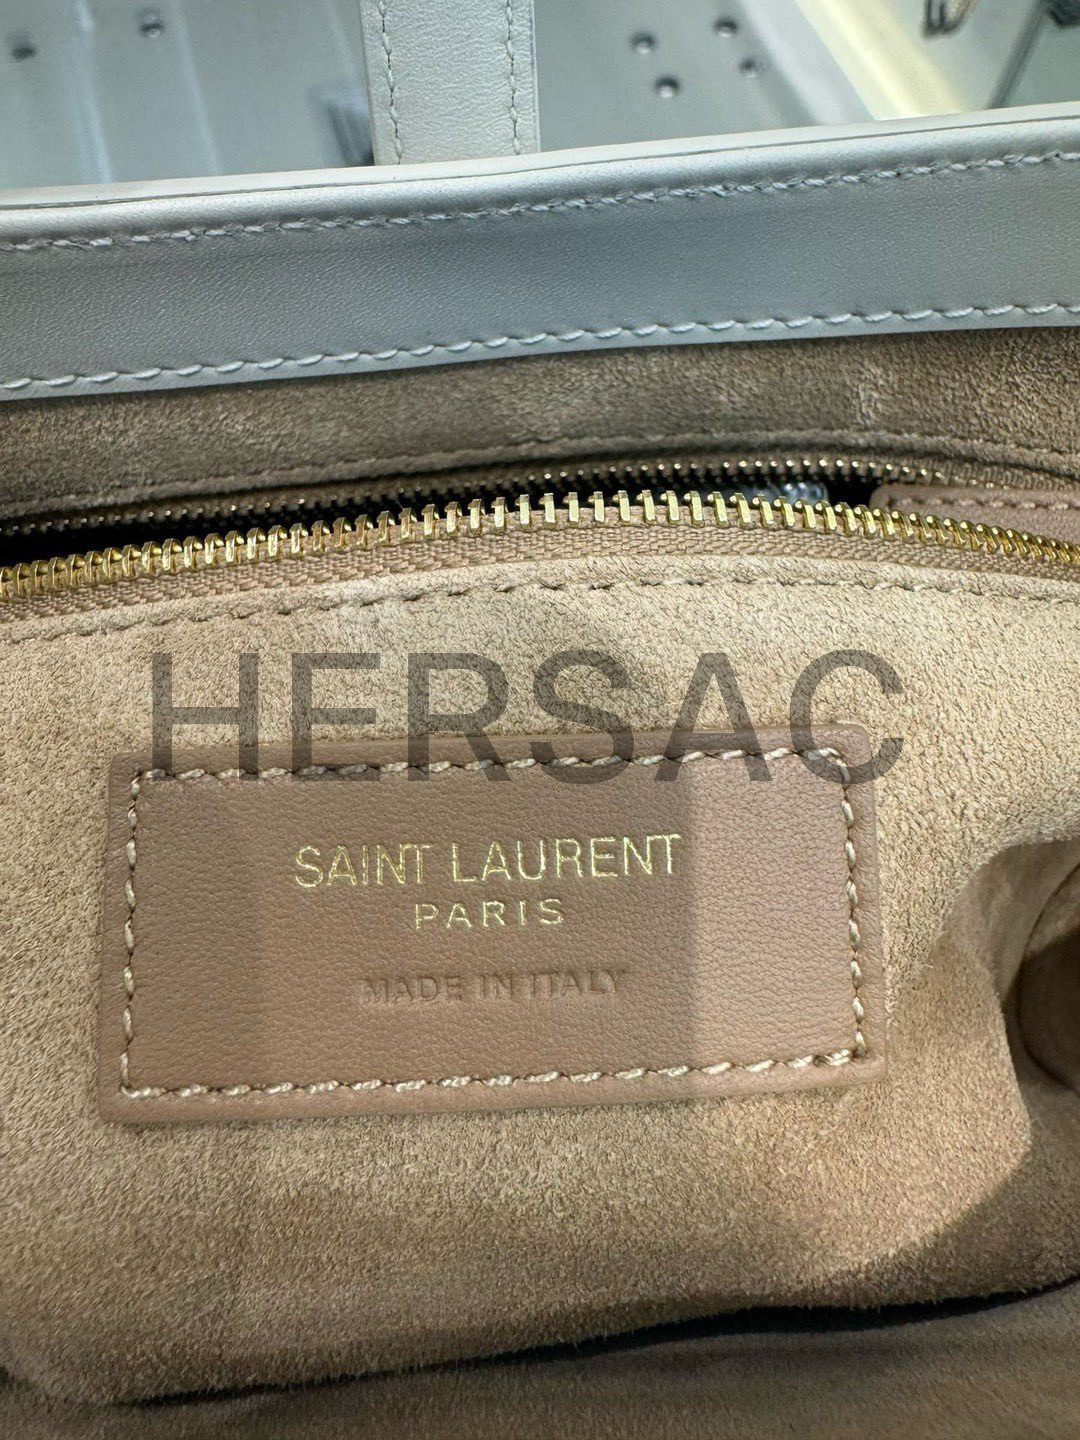 HERSAC
SAINT LAURENT
PARIS
MADE IN ITALY